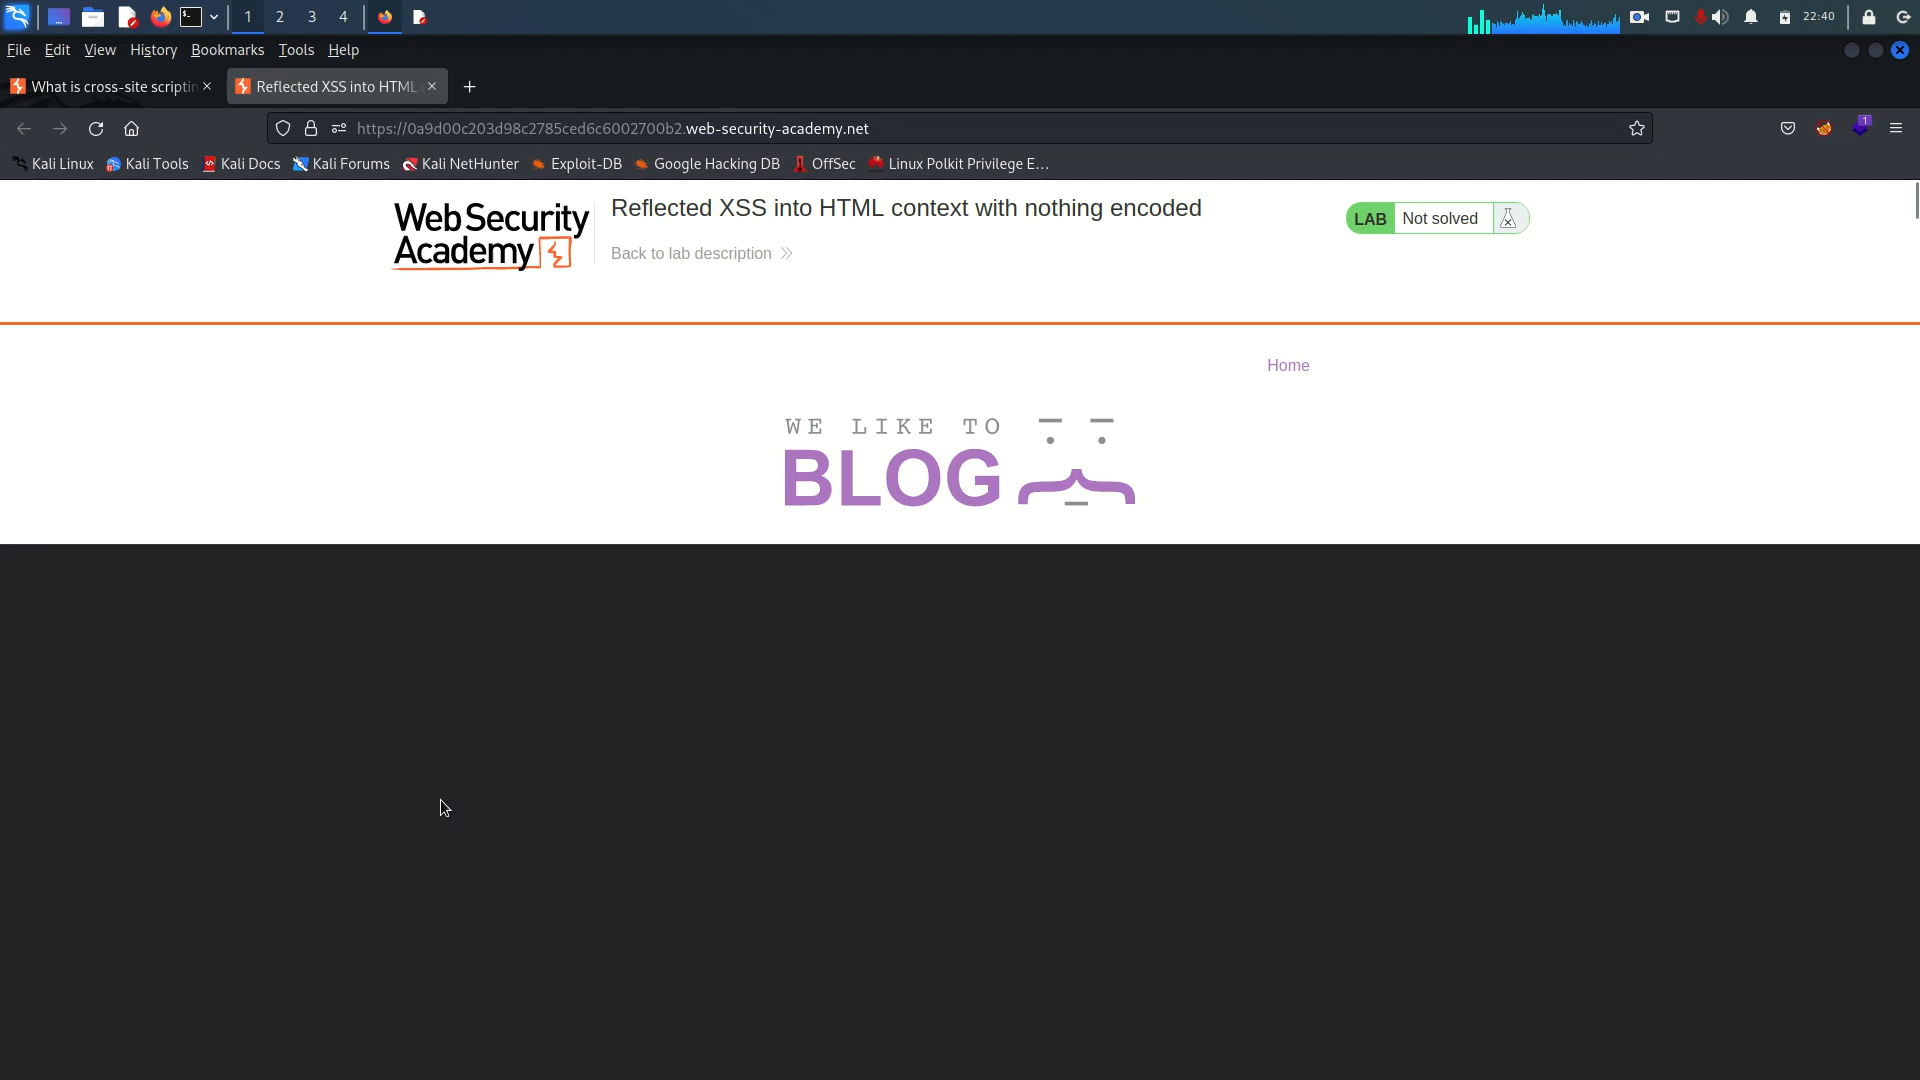 1 2 3 4 22:40
File Edit View History Bookmarks Tools Help
What is cross-site scriptin Reflected XSS into HTML
https://0a9d00c203d98c2785ced6c6002700b2.web-security-academy.net 1
Kali Linux Kali Tools Kali Docs Kali Forums Kali NetHunter Exploit-DB Google Hacking DB OffSec Linux Polkit Privilege E…
WebSecurity
Academy
Reflected XSS into HTML context with nothing encoded
Back to lab description
LAB Not solved
Home
WE LIKE TO
BLOG